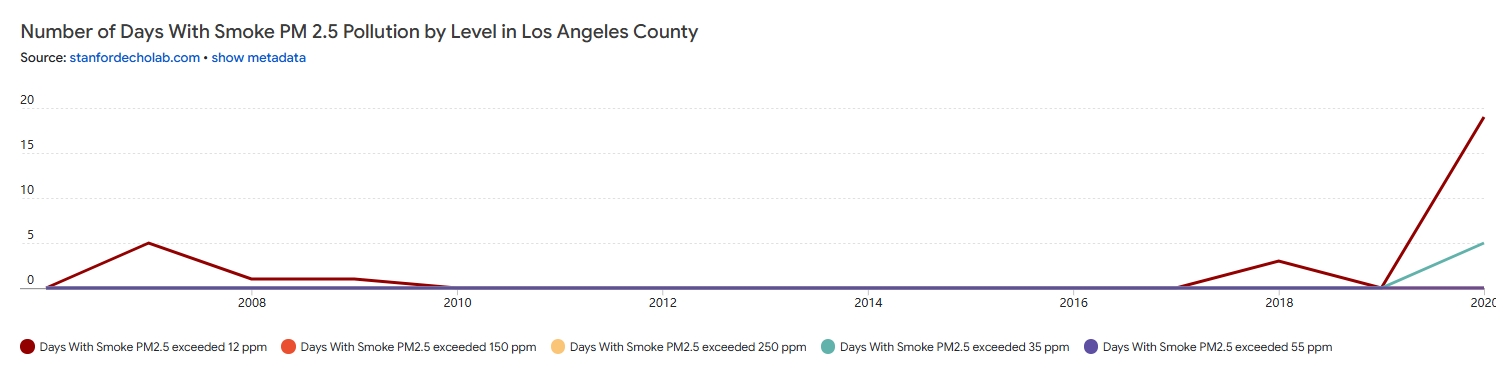 Number of Days With Smoke PM 2.5 Pollution by Level in Los Angeles County
Source: stanfordecholab.com • show metadata
20
15
10
5
0
2008 2010 2012 2014 2016 2018 2020
Days With Smoke PM2.5 exceeded 12 ppm Days With Smoke PM2.5 exceeded 150 ppm Days With Smoke PM2.5 exceeded 250 ppm Days With Smoke PM2.5 exceeded 35 ppm Days With Smoke PM2.5 exceeded 55 ppm